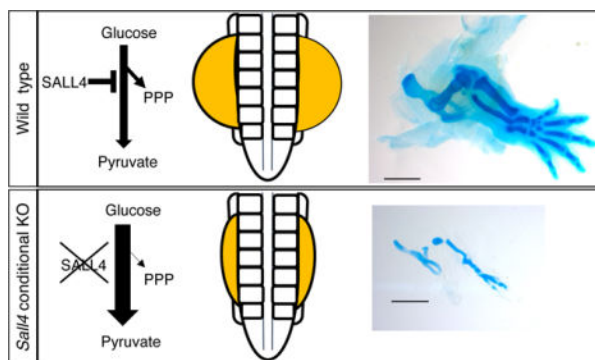 Wild type
Glucose
SALL4
PPP
Pyruvate
Sall4 conditional KO
Glucose
SALL4
PPP
Pyruvate